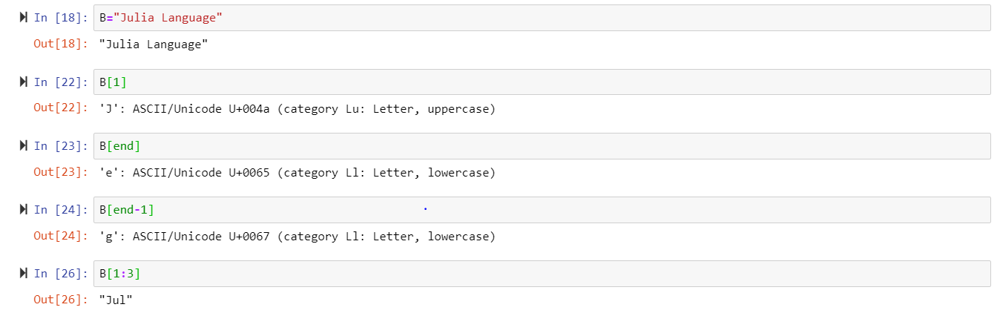 In [18]: B="Julia Language"
Out[18]: "Julia Language"
In [22]: B[1]
Out[22]: 'J': ASCII/Unicode U+004a (category Lu: Letter, uppercase)
In [23]: B[end]
Out[23]: 'e': ASCII/Unicode U+0065 (category Ll: Letter, lowercase)
In [24]: B[end-1]
Out[24]: 'g': ASCII/Unicode U+0067 (category Ll: Letter, lowercase)
In [26]: B[1:3]
Out[26]: "Jul"